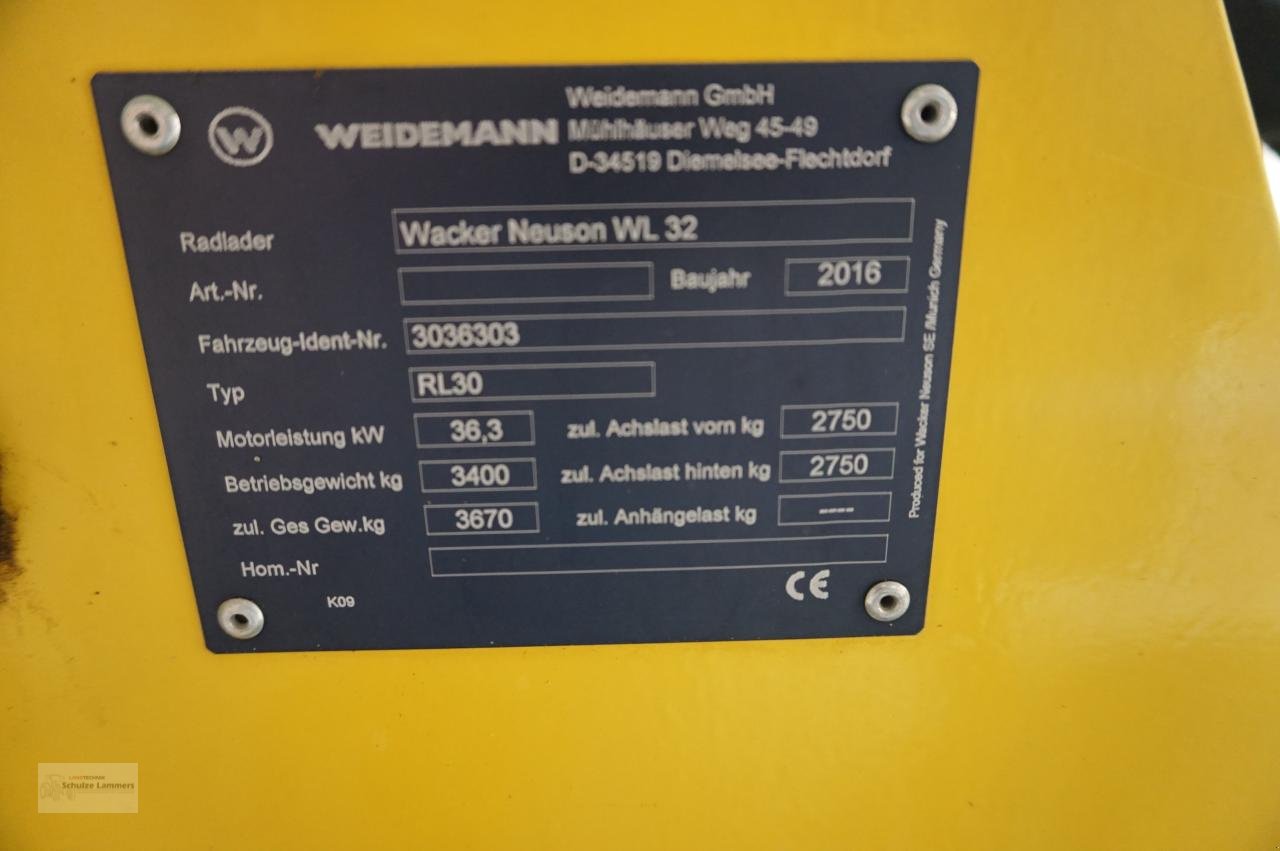 W WEIDEMANN
Weidemann GmbH
Mühlhäuser Weg 45-49
D-34519 Diemelsee-Flechtdorf
Radlader Wacker Neuson WL 32
Art.-Nr. Baujahr 2016
Fahrzeug-Ident-Nr. 3036303
Typ RL30
Motorleistung kW 36,3 zul. Achslast vorn kg 2750
Betriebsgewicht kg 3400 zul. Achslast hinten kg 2750
zul. Ges Gew.kg 3670 zul. Anhängelast kg ----
Hom.-Nr
K09 CE
Produced for Wacker Neuson SE /Munich Germany
LANDTECHNIK
Schulze Lammers